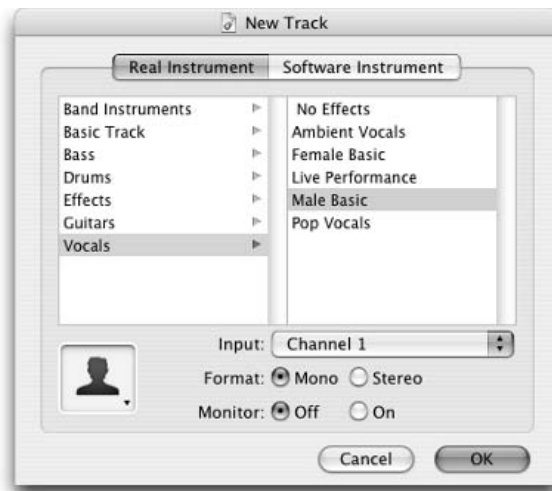 New Track
Real Instrument Software Instrument
Band Instruments
Basic Track
Bass
Drums
Effects
Guitars
Vocals
No Effects
Ambient Vocals
Female Basic
Live Performance
Male Basic
Pop Vocals
Input: Channel 1
Format: Mono Stereo
Monitor: Off On
Cancel OK